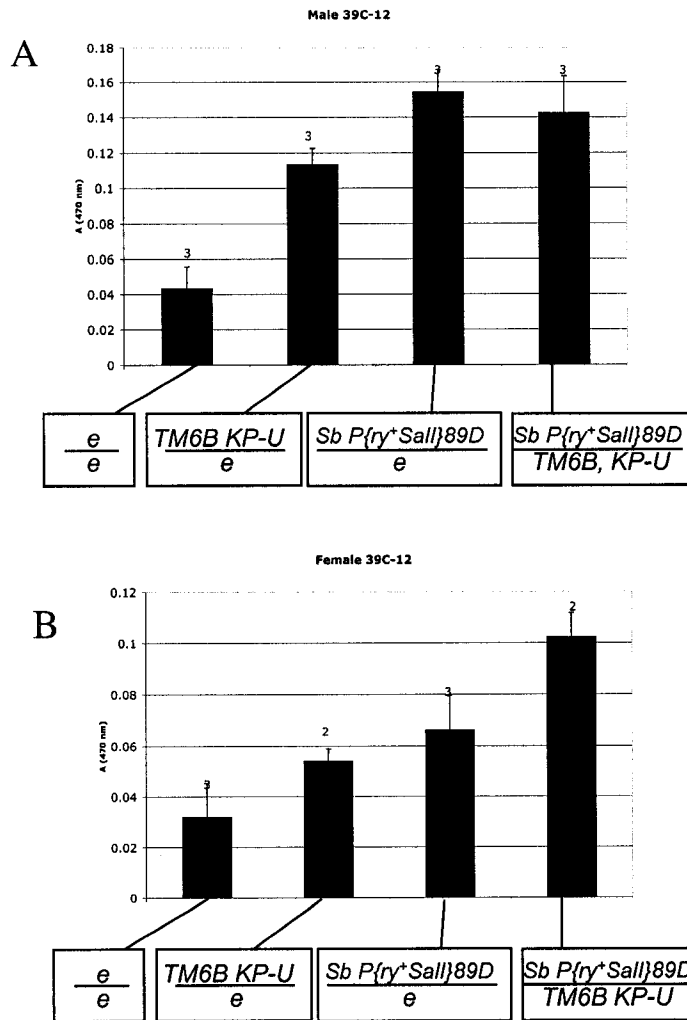 Male 39C-12
A
0.18
0.16
0.14
0.12
0.1
0.08
0.06
0.04
0.02
0
A (470 nm)
3
3
3
3
e
e
TM6B KP-U
e
Sb P{ry+SalI}89D
e
Sb P{ry+SalI}89D
TM6B, KP-U
Female 39C-12
B
0.12
0.1
0.08
0.06
0.04
0.02
0
A (470 nm)
3
2
3
2
e
e
TM6B KP-U
e
Sb P{ry+SalI}89D
e
Sb P{ry+SalI}89D
TM6B KP-U